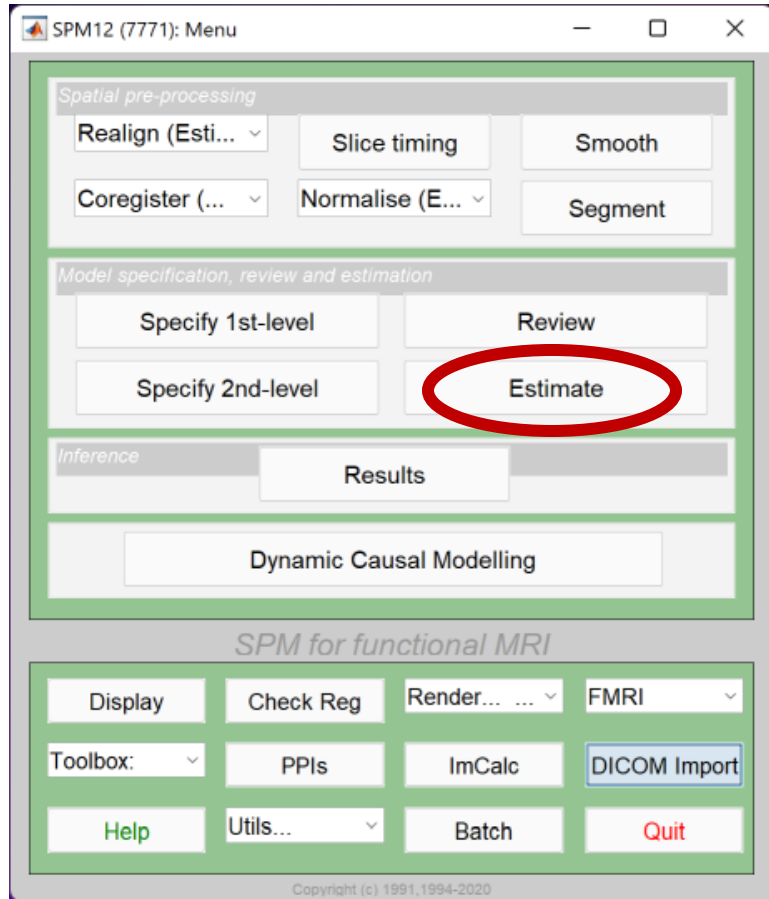 SPM12 (7771): Menu
Spatial pre-processing
Realign (Esti...
Slice timing
Smooth
Coregister (...
Normalise (E...
Segment
Model specification, review and estimation
Specify 1st-level
Review
Specify 2nd-level
Estimate
Inference
Results
Dynamic Causal Modelling
SPM for functional MRI
Display
Check Reg
Render... ...
FMRI
Toolbox:
PPIs
ImCalc
DICOM Import
Help
Utils...
Batch
Quit
Copyright (c) 1991,1994-2020